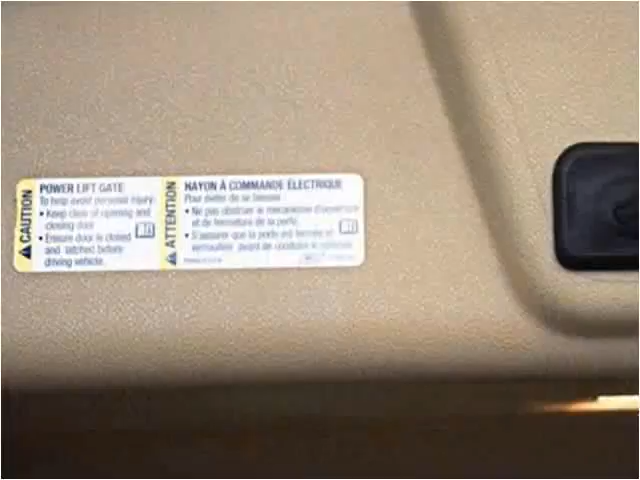 CAUTION
POWER LIFT GATE
To help avoid personal injury:
• Keep clear of opening and
closing door.
• Ensure door is closed
and latched before
driving vehicle.
ATTENTION
HAYON À COMMANDE ÉLECTRIQUE
Pour éviter de se blesser
• Ne pas obstruer le mécanisme d'ouverture
et de fermeture de la porte.
• S'assurer que la porte est fermée et
verrouillée avant de conduire le véhicule.